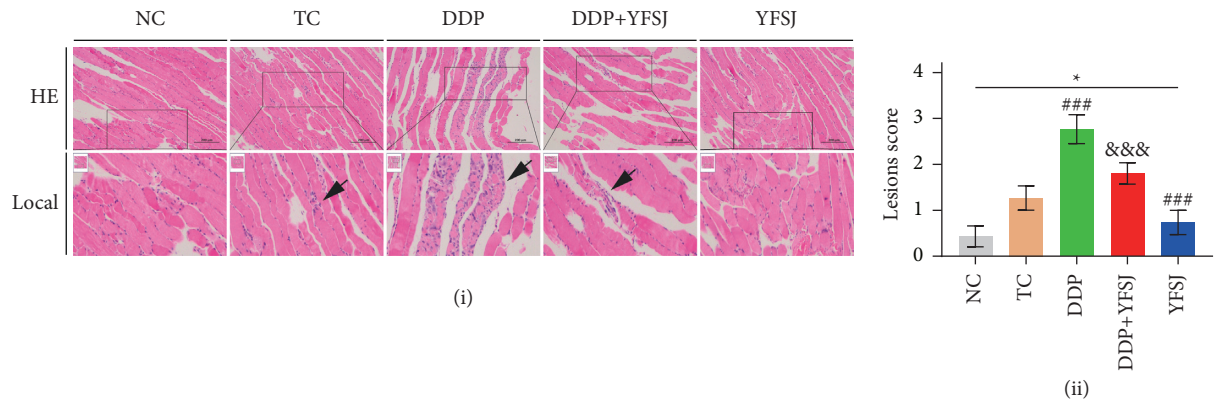 NC TC DDP DDP+YFSJ YFSJ
HE
Local
(i)
Lesions score
4
3
2
1
0
*
###
&&&
###
NC TC DDP DDP+YFSJ YFSJ
(ii)